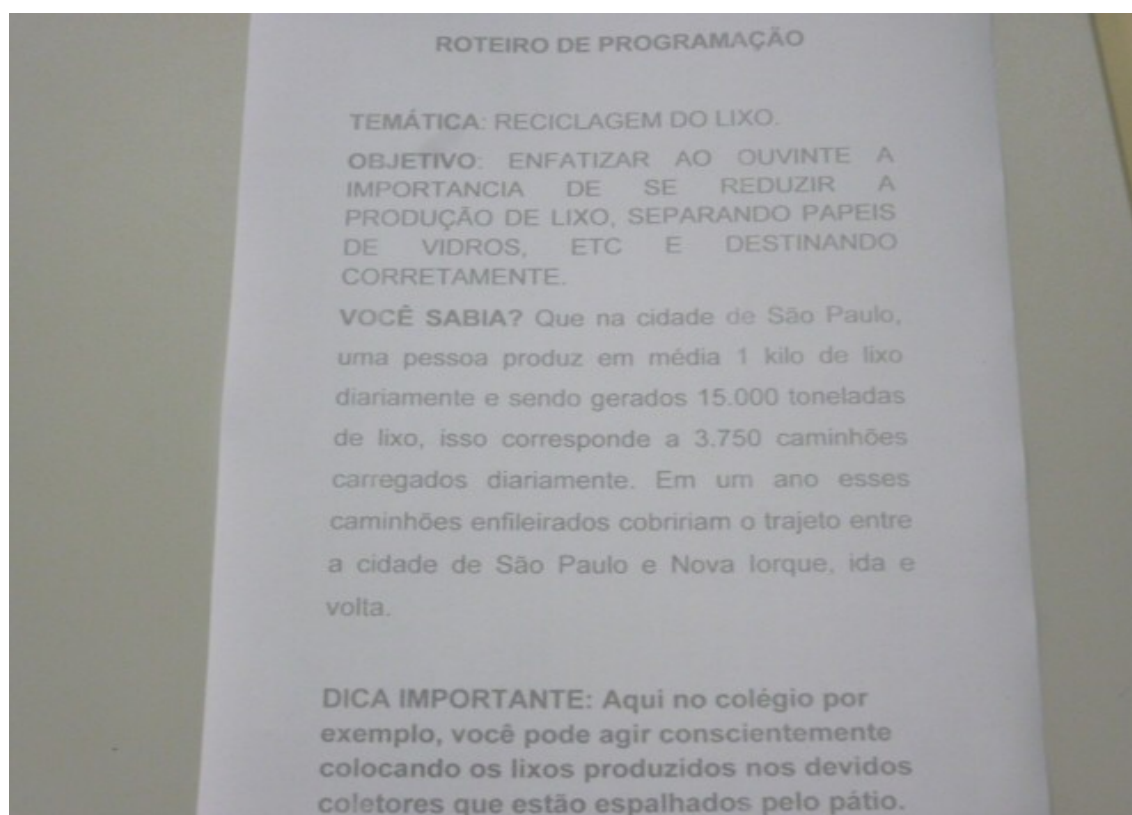 ROTEIRO DE PROGRAMAÇÃO
TEMÁTICA: RECICLAGEM DO LIXO.
OBJETIVO: ENFATIZAR AO OUVINTE A
IMPORTANCIA DE SE REDUZIR A
PRODUÇÃO DE LIXO, SEPARANDO PAPEIS
DE VIDROS, ETC E DESTINANDO
CORRETAMENTE.
VOCÊ SABIA? Que na cidade de São Paulo,
uma pessoa produz em média 1 kilo de lixo
diariamente e sendo gerados 15.000 toneladas
de lixo, isso corresponde a 3.750 caminhões
carregados diariamente. Em um ano esses
caminhões enfileirados cobririam o trajeto entre
a cidade de São Paulo e Nova Iorque, ida e
volta.
DICA IMPORTANTE: Aqui no colégio por
exemplo, você pode agir conscientemente
colocando os lixos produzidos nos devidos
coletores que estão espalhados pelo pátio.